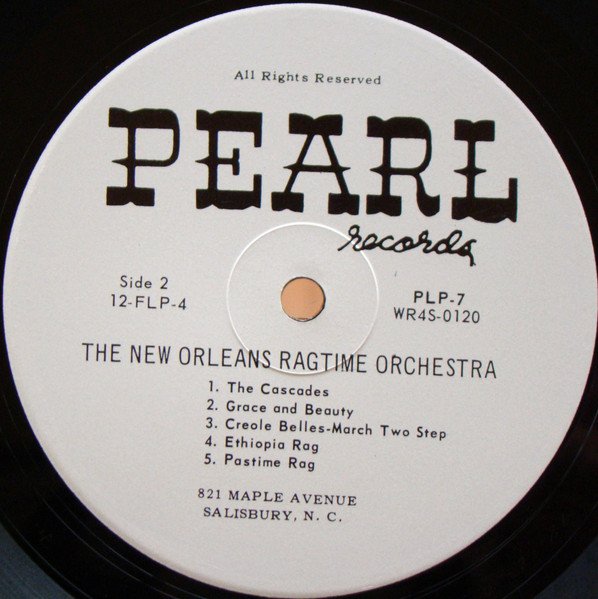 All Rights Reserved
PEARL
records
Side 2
12-FLP-4
PLP-7
WR4S-0120
THE NEW ORLEANS RAGTIME ORCHESTRA
1. The Cascades
2. Grace and Beauty
3. Creole Belles-March Two Step
4. Ethiopia Rag
5. Pastime Rag
821 MAPLE AVENUE
SALISBURY, N. C.